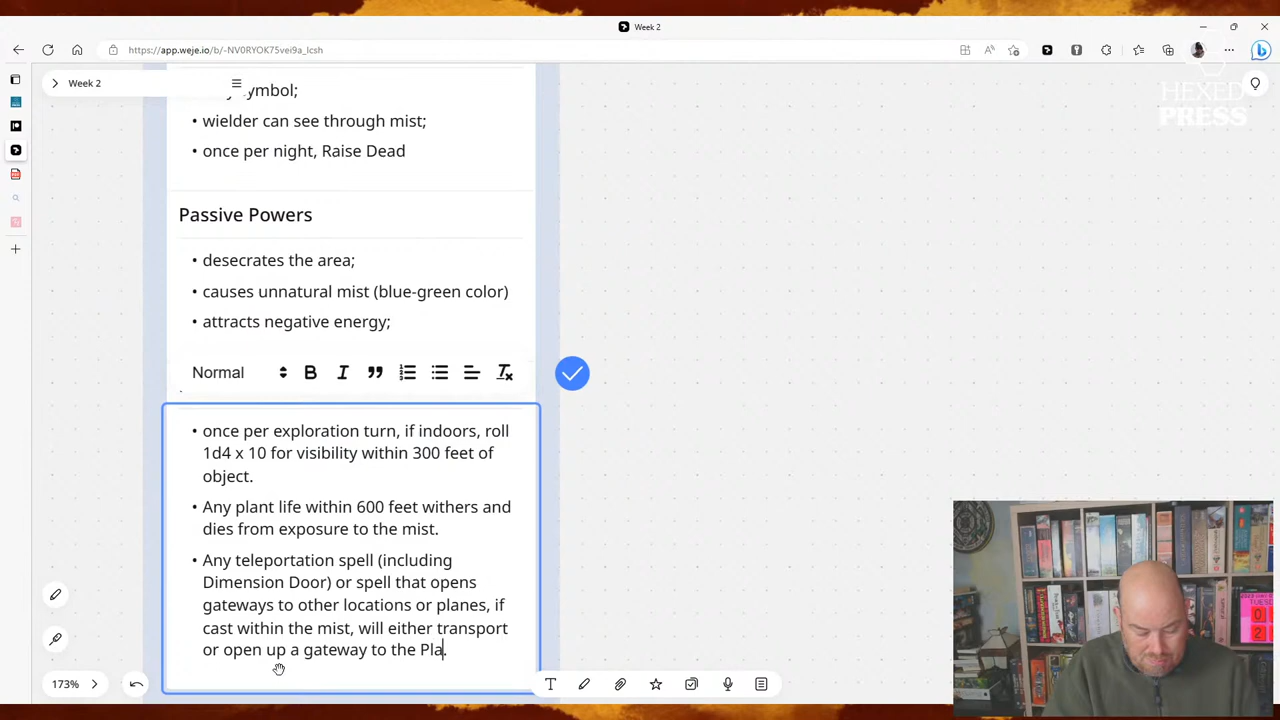 Week 2
https://app.weje.io/b/-NV0RYOK75vei9a_lcsh
Week 2
HEXED
PRESS
symbol;
• wielder can see through mist;
• once per night, Raise Dead
Passive Powers
• desecrates the area;
• causes unnatural mist (blue-green color)
• attracts negative energy;
Normal
• once per exploration turn, if indoors, roll
1d4 x 10 for visibility within 300 feet of
object.
• Any plant life within 600 feet withers and
dies from exposure to the mist.
• Any teleportation spell (including
Dimension Door) or spell that opens
gateways to other locations or planes, if
cast within the mist, will either transport
or open up a gateway to the Pla.
173%